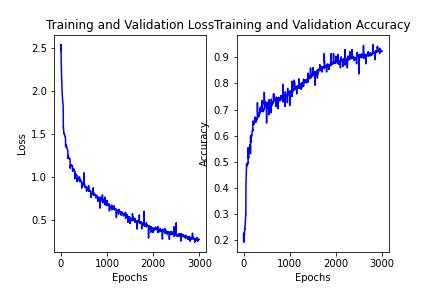 Training and Validation Loss
2.5
2.0
1.5
1.0
0.5
Loss
0 1000 2000 3000
Epochs
Training and Validation Accuracy
0.9
0.8
0.7
0.6
0.5
0.4
0.3
0.2
Accuracy
0 1000 2000 3000
Epochs